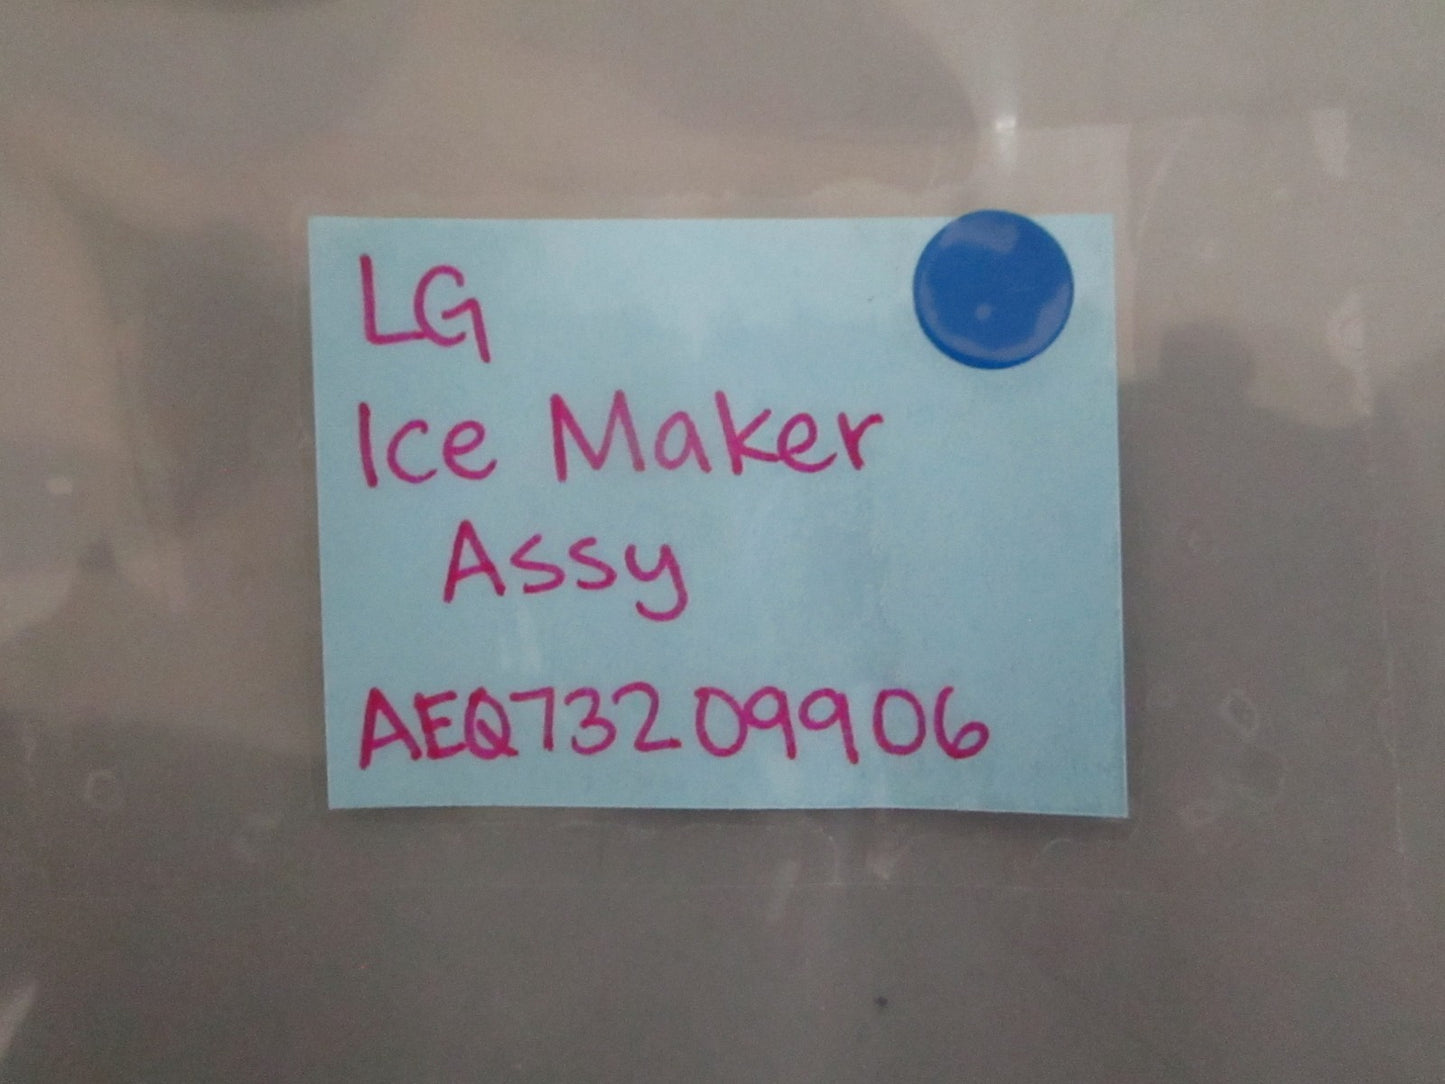 LG
Ice Maker
Assy
AEQ73209906